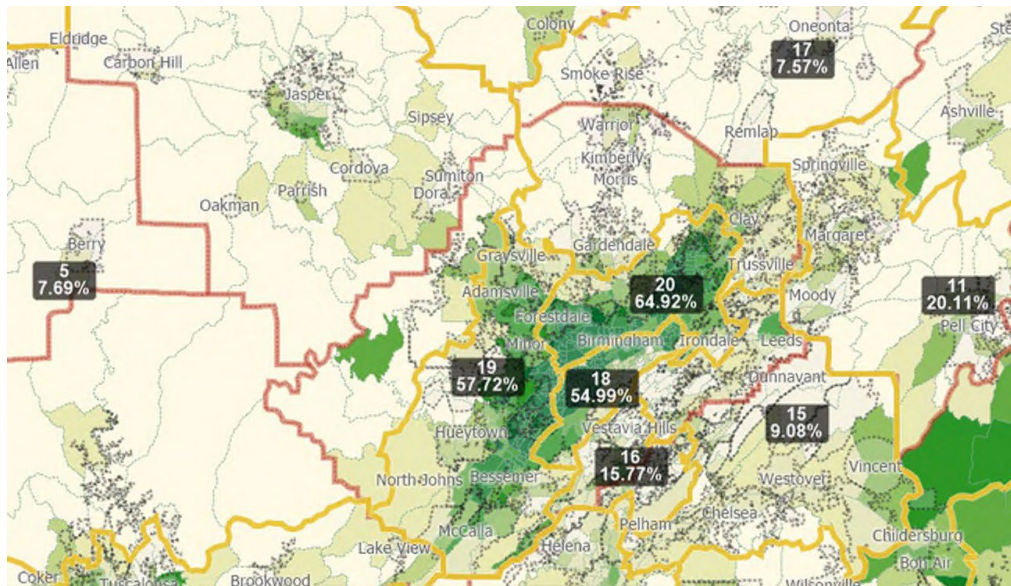 Colony
Oneonta
Eldridge
Allen
Carbon Hill
17
7.57%
Smoke Rise
Jasper
Ashville
Sipsey
Warrior
Remlap
Kimberly
Morris
Springville
Cordova
Sumiton
Dora
Parrish
Oakman
Clay
Margaret
Berry
Gardendale
Graysville
Trussville
5
7.69%
20
64.92%
11
20.11%
Adamsville
Moody
Forestdale
Pell City
Minor
Birmingham
Irondale
Leeds
19
57.72%
18
54.99%
Dunnavant
15
9.08%
Hueytown
Vestavia Hills
16
15.77%
Vincent
North Johns
Bessemer
Westover
McCalla
Pelham
Chelsea
Childersburg
Lake View
Helena
Bon Air
Coker
Tuscaloosa
Brookwood
Wilsonville